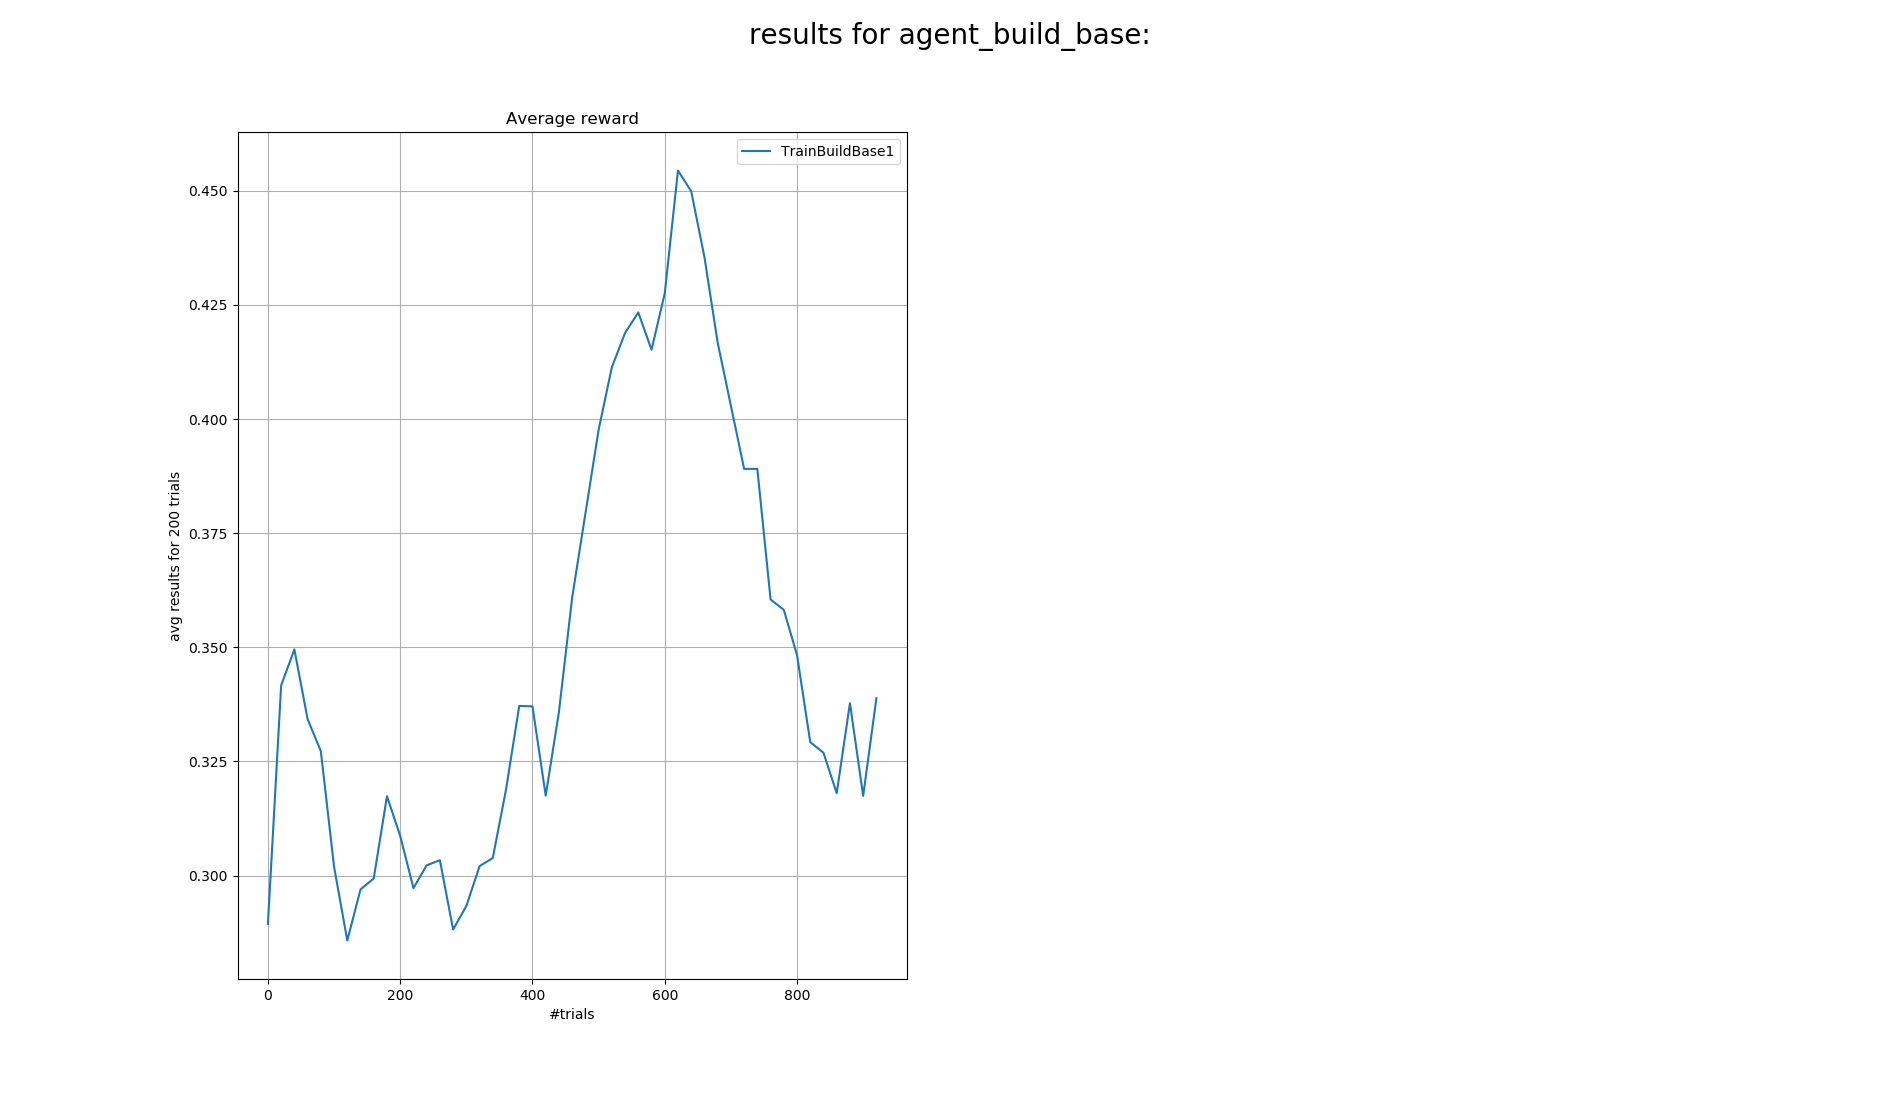 results for agent_build_base:
Average reward
TrainBuildBase1
0.450
0.425
0.400
0.375
0.350
0.325
0.300
avg results for 200 trials
0 200 400 600 800
#trials